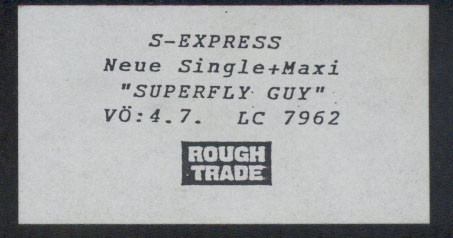 S-EXPRESS
Neue Single+Maxi
"SUPERFLY GUY"
VÖ:4.7. LC 7962
ROUGH
TRADE